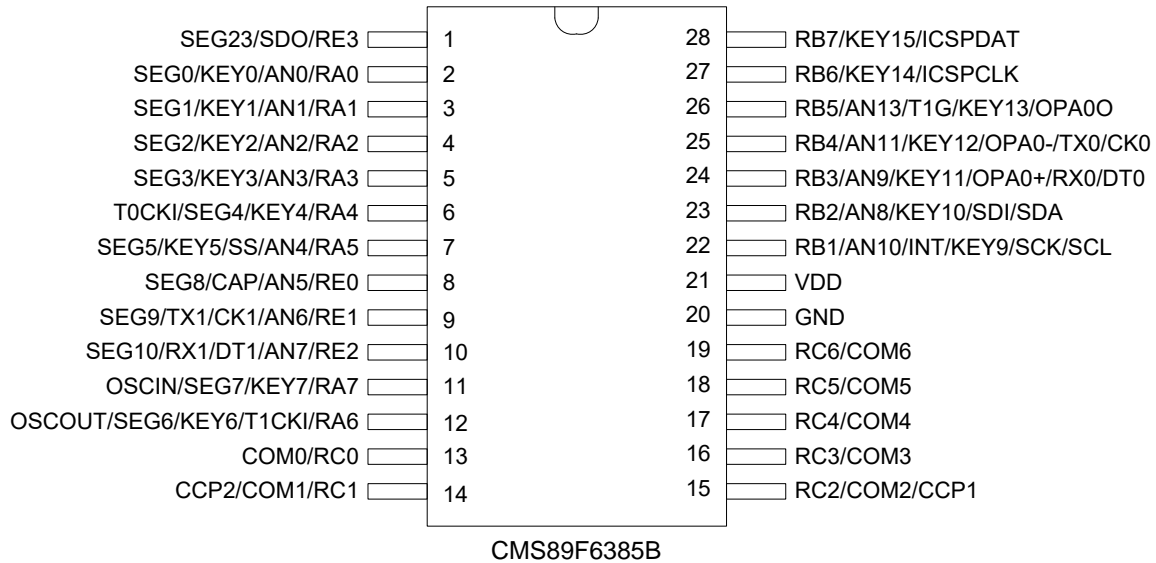 SEG23/SDO/RE3 1 28 RB7/KEY15/ICSPDAT
SEG0/KEY0/AN0/RA0 2 27 RB6/KEY14/ICSPCLK
SEG1/KEY1/AN1/RA1 3 26 RB5/AN13/T1G/KEY13/OPA0O
SEG2/KEY2/AN2/RA2 4 25 RB4/AN11/KEY12/OPA0-/TX0/CK0
SEG3/KEY3/AN3/RA3 5 24 RB3/AN9/KEY11/OPA0+/RX0/DT0
T0CKI/SEG4/KEY4/RA4 6 23 RB2/AN8/KEY10/SDI/SDA
SEG5/KEY5/SS/AN4/RA5 7 22 RB1/AN10/INT/KEY9/SCK/SCL
SEG8/CAP/AN5/RE0 8 21 VDD
SEG9/TX1/CK1/AN6/RE1 9 20 GND
SEG10/RX1/DT1/AN7/RE2 10 19 RC6/COM6
OSCIN/SEG7/KEY7/RA7 11 18 RC5/COM5
OSCOUT/SEG6/KEY6/T1CKI/RA6 12 17 RC4/COM4
COM0/RC0 13 16 RC3/COM3
CCP2/COM1/RC1 14 15 RC2/COM2/CCP1
CMS89F6385B